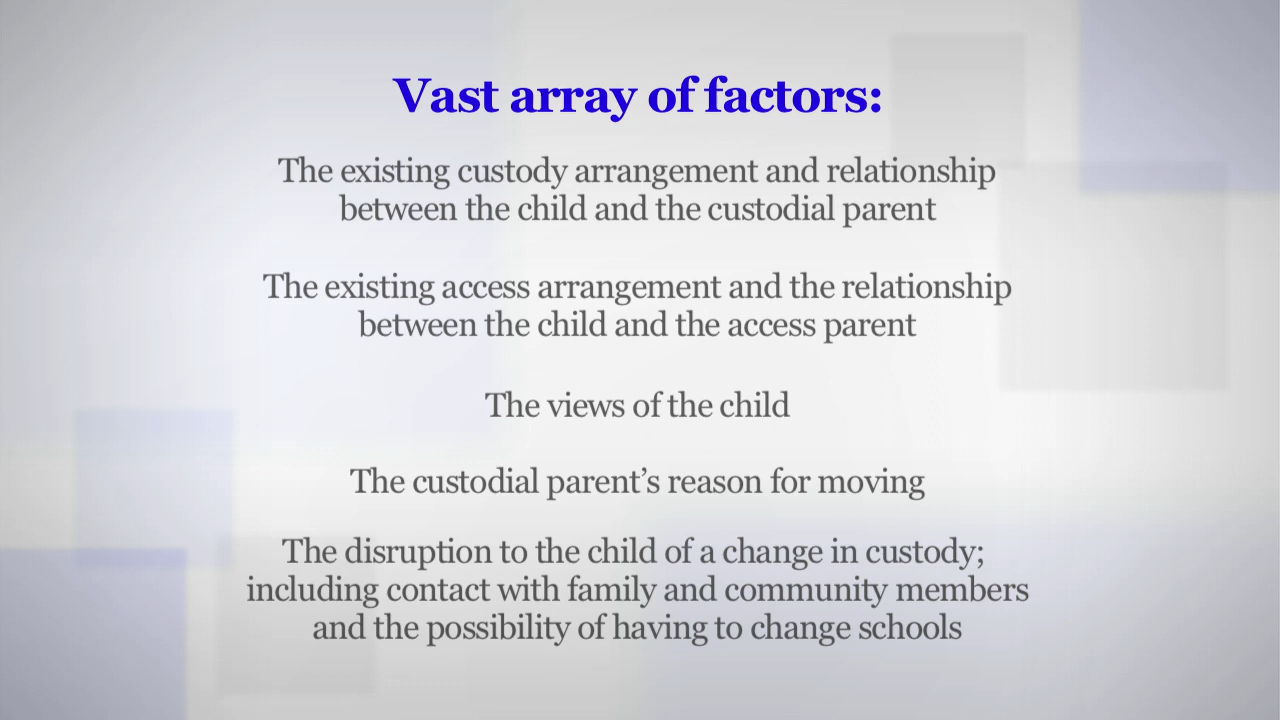 Vast array of factors:
The existing custody arrangement and relationship
between the child and the custodial parent
The existing access arrangement and the relationship
between the child and the access parent
The views of the child
The custodial parent’s reason for moving
The disruption to the child of a change in custody;
including contact with family and community members
and the possibility of having to change schools